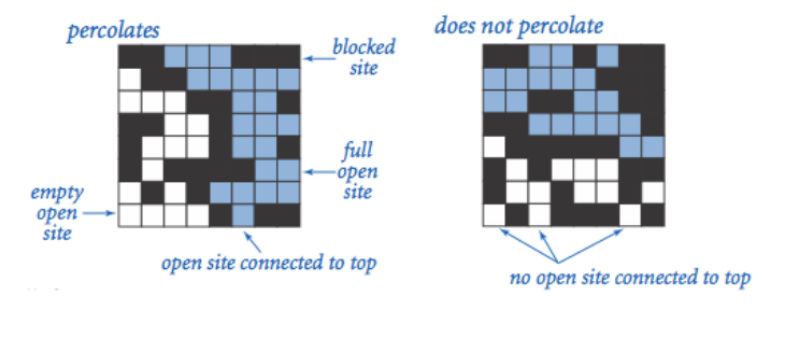 percolates
does not percolate
blocked
site
full
open
site
empty
open
site
open site connected to top
no open site connected to top